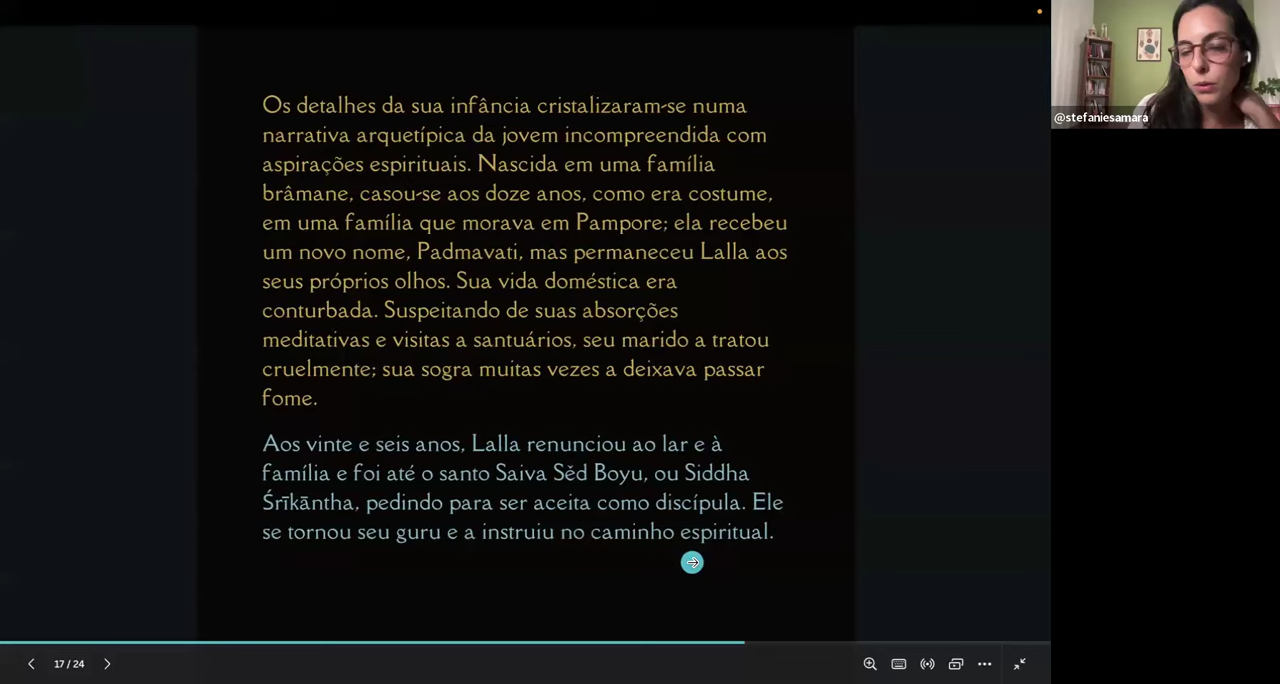 Os detalhes da sua infância cristalizaram-se numa
narrativa arquetípica da jovem incompreendida com
aspirações espirituais. Nascida em uma família
brâmane, casou-se aos doze anos, como era costume,
em uma família que morava em Pampore; ela recebeu
um novo nome, Padmavati, mas permaneceu Lalla aos
seus próprios olhos. Sua vida doméstica era
conturbada. Suspeitando de suas absorções
meditativas e visitas a santuários, seu marido a tratou
cruelmente; sua sogra muitas vezes a deixava passar
fome.
Aos vinte e seis anos, Lalla renunciou ao lar e à
família e foi até o santo Saiva Sĕd Boyu, ou Siddha
Śrīkāntha, pedindo para ser aceita como discípula. Ele
se tornou seu guru e a instruiu no caminho espiritual.
@stefaniesamara
17 / 24